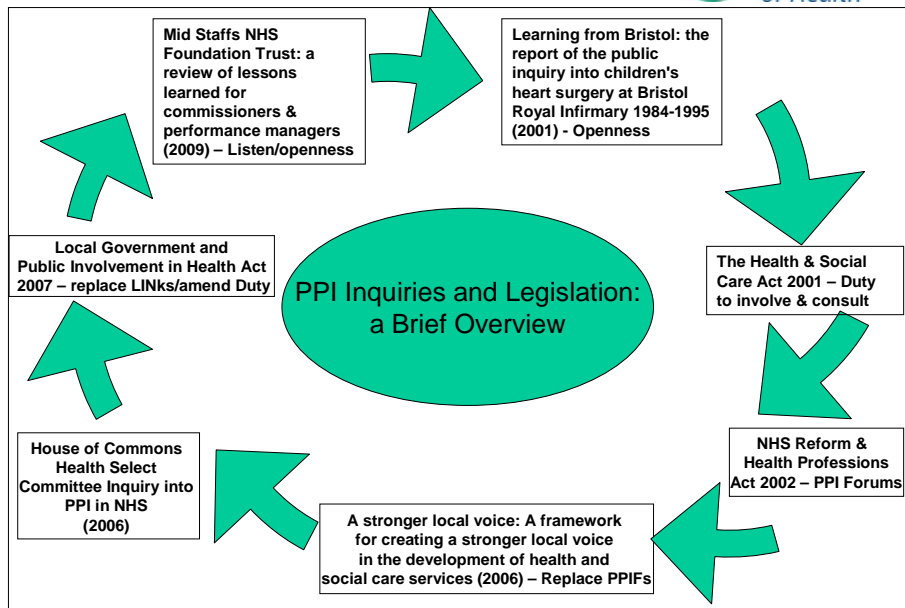 of Health
Mid Staffs NHS
Foundation Trust: a
review of lessons
learned for
commissioners &
performance managers
(2009) – Listen/openness
Learning from Bristol: the
report of the public
inquiry into children's
heart surgery at Bristol
Royal Infirmary 1984-1995
(2001) - Openness
The Health & Social
Care Act 2001 – Duty
to involve & consult
NHS Reform &
Health Professions
Act 2002 – PPI Forums
A stronger local voice: A framework
for creating a stronger local voice
in the development of health and
social care services (2006) – Replace PPIFs
House of Commons
Health Select
Committee Inquiry into
PPI in NHS
(2006)
Local Government and
Public Involvement in Health Act
2007 – replace LINks/amend Duty
PPI Inquiries and Legislation:
a Brief Overview